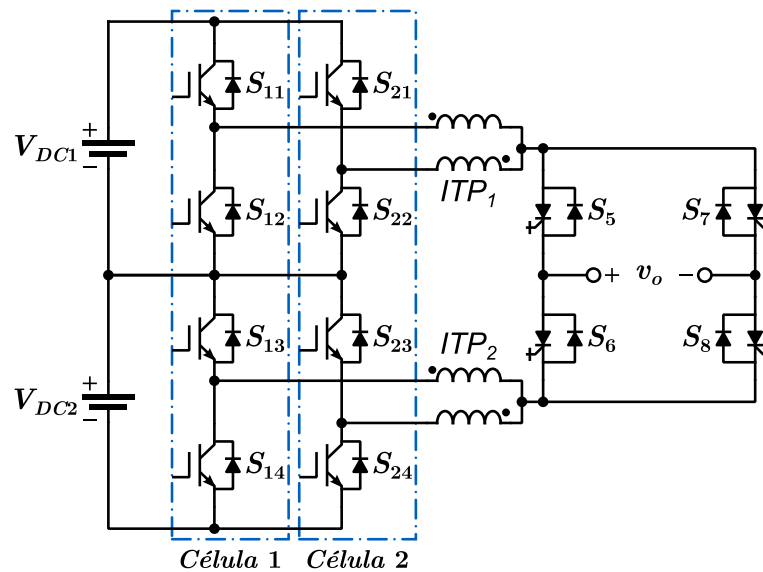 S11
S21
+
VDC1
−
ITP1
S12
S22
S5
S7
+ vo −
S13
S23
ITP2
S6
S8
+
VDC2
−
S14
S24
Célula 1
Célula 2